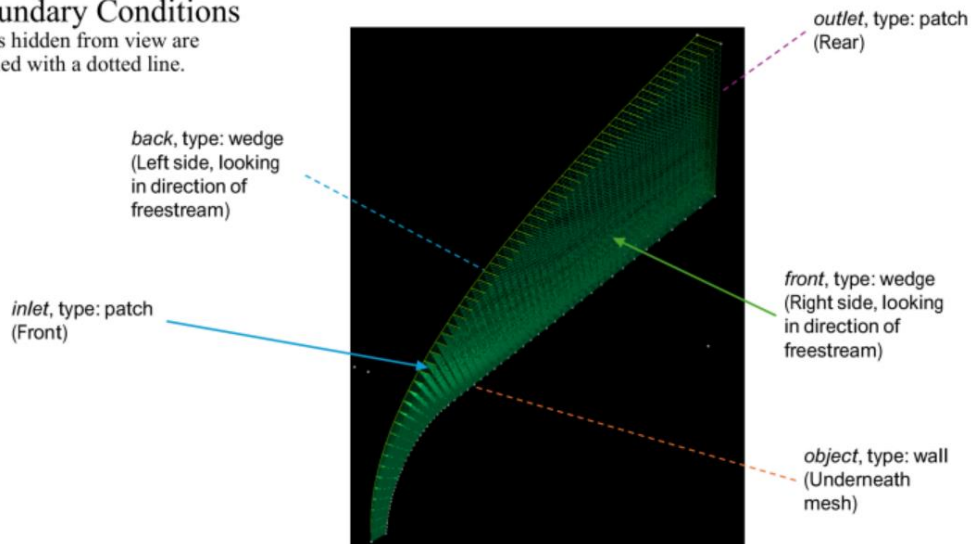 undary Conditions
s hidden from view are
ed with a dotted line.
outlet, type: patch
(Rear)
back, type: wedge
(Left side, looking
in direction of
freestream)
inlet, type: patch
(Front)
front, type: wedge
(Right side, looking
in direction of
freestream)
object, type: wall
(Underneath
mesh)